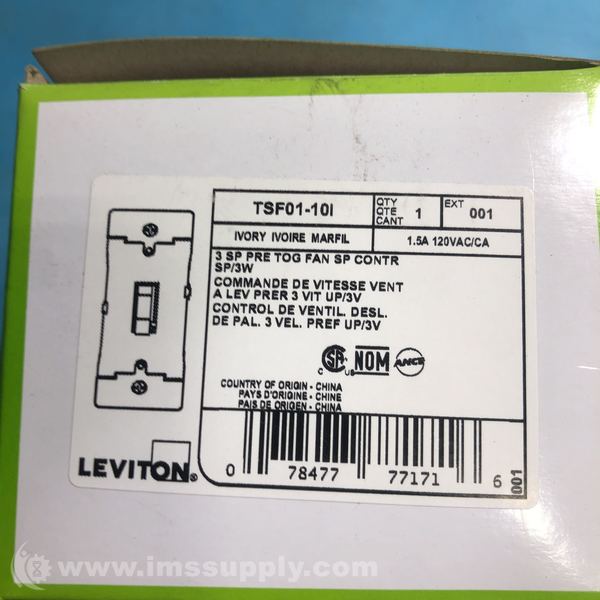 TSF01-10I
QTY
QTE
CANT
1
EXT
001
IVORY IVOIRE MARFIL
1.5A 120VAC/CA
3 SP PRE TOG FAN SP CONTR
SP/3W
COMMANDE DE VITESSE VENT
A LEV PRER 3 VIT UP/3V
CONTROL DE VENTIL. DESL.
DE PAL. 3 VEL. PREF UP/3V
C SA US NOM ANCE
COUNTRY OF ORIGIN - CHINA
PAYS D'ORIGINE - CHINE
PAIS DE ORIGEN - CHINA
LEVITON®
0 78477 77171 6
001
www.imssupply.com